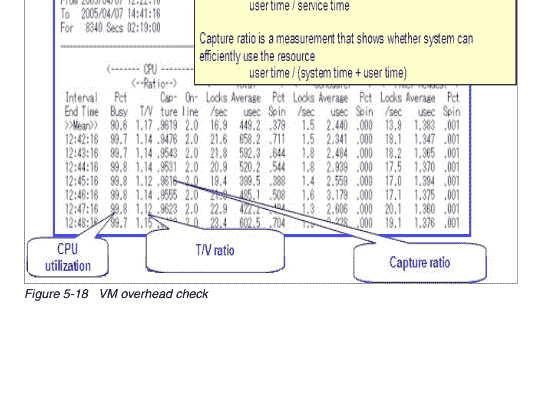 To 2005/04/07 14:41:16
For 8340 Secs 02:19:00
user time / service time
Capture ratio is a measurement that shows whether system can
efficiently use the resource
user time / (system time + user time)
<------- CPU
<--Ratio-->
Interval Pct Cap- On- Locks Average Pct Locks Average Pct Locks Average Pct
End Time Busy T/V ture line /sec usec Spin /sec usec Spin /sec usec Spin
>>Mean>> 90.6 1.17 .9619 2.0 16.9 449.2 .379 1.5 2.440 .000 13.9 1.383 .001
12:42:16 99.7 1.14 .9476 2.0 21.6 658.2 .711 1.5 2.341 .000 18.1 1.347 .001
12:43:16 99.7 1.14 .9543 2.0 21.8 592.3 .644 1.8 2.484 .000 18.2 1.365 .001
12:44:16 99.8 1.14 .9531 2.0 20.9 520.2 .544 1.8 2.939 .000 17.5 1.370 .001
12:45:16 99.8 1.12 2.0 19.4 399.5 .388 1.4 2.559 .000 17.0 1.394 .001
12:46:16 99.8 1.14 .9555 2.0 .508 1.6 3.179 .000 17.1 1.375 .001
12:47:16 99.8 1.12 .9623 2.0 22.9 422.2 1.3 2.606 .000 20.1 1.360 .001
12:48:16 99.7 1.15 2.0 23.4 602.5 .704 19.1 1.376 .001
CPU
utilization
T/V ratio
Capture ratio
Figure 5-18 VM overhead check